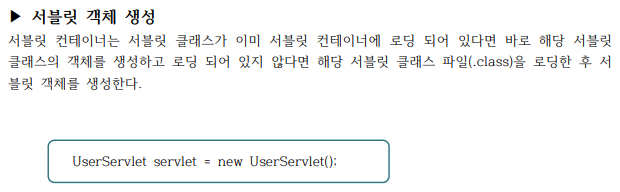 ▶ 서블릿 객체 생성
서블릿 컨테이너는 서블릿 클래스가 이미 서블릿 컨테이너에 로딩 되어 있다면 바로 해당 서블릿
클래스의 객체를 생성하고 로딩 되어 있지 않다면 해당 서블릿 클래스 파일(.class)을 로딩한 후 서
블릿 객체를 생성한다.
UserServlet servlet = new UserServlet();